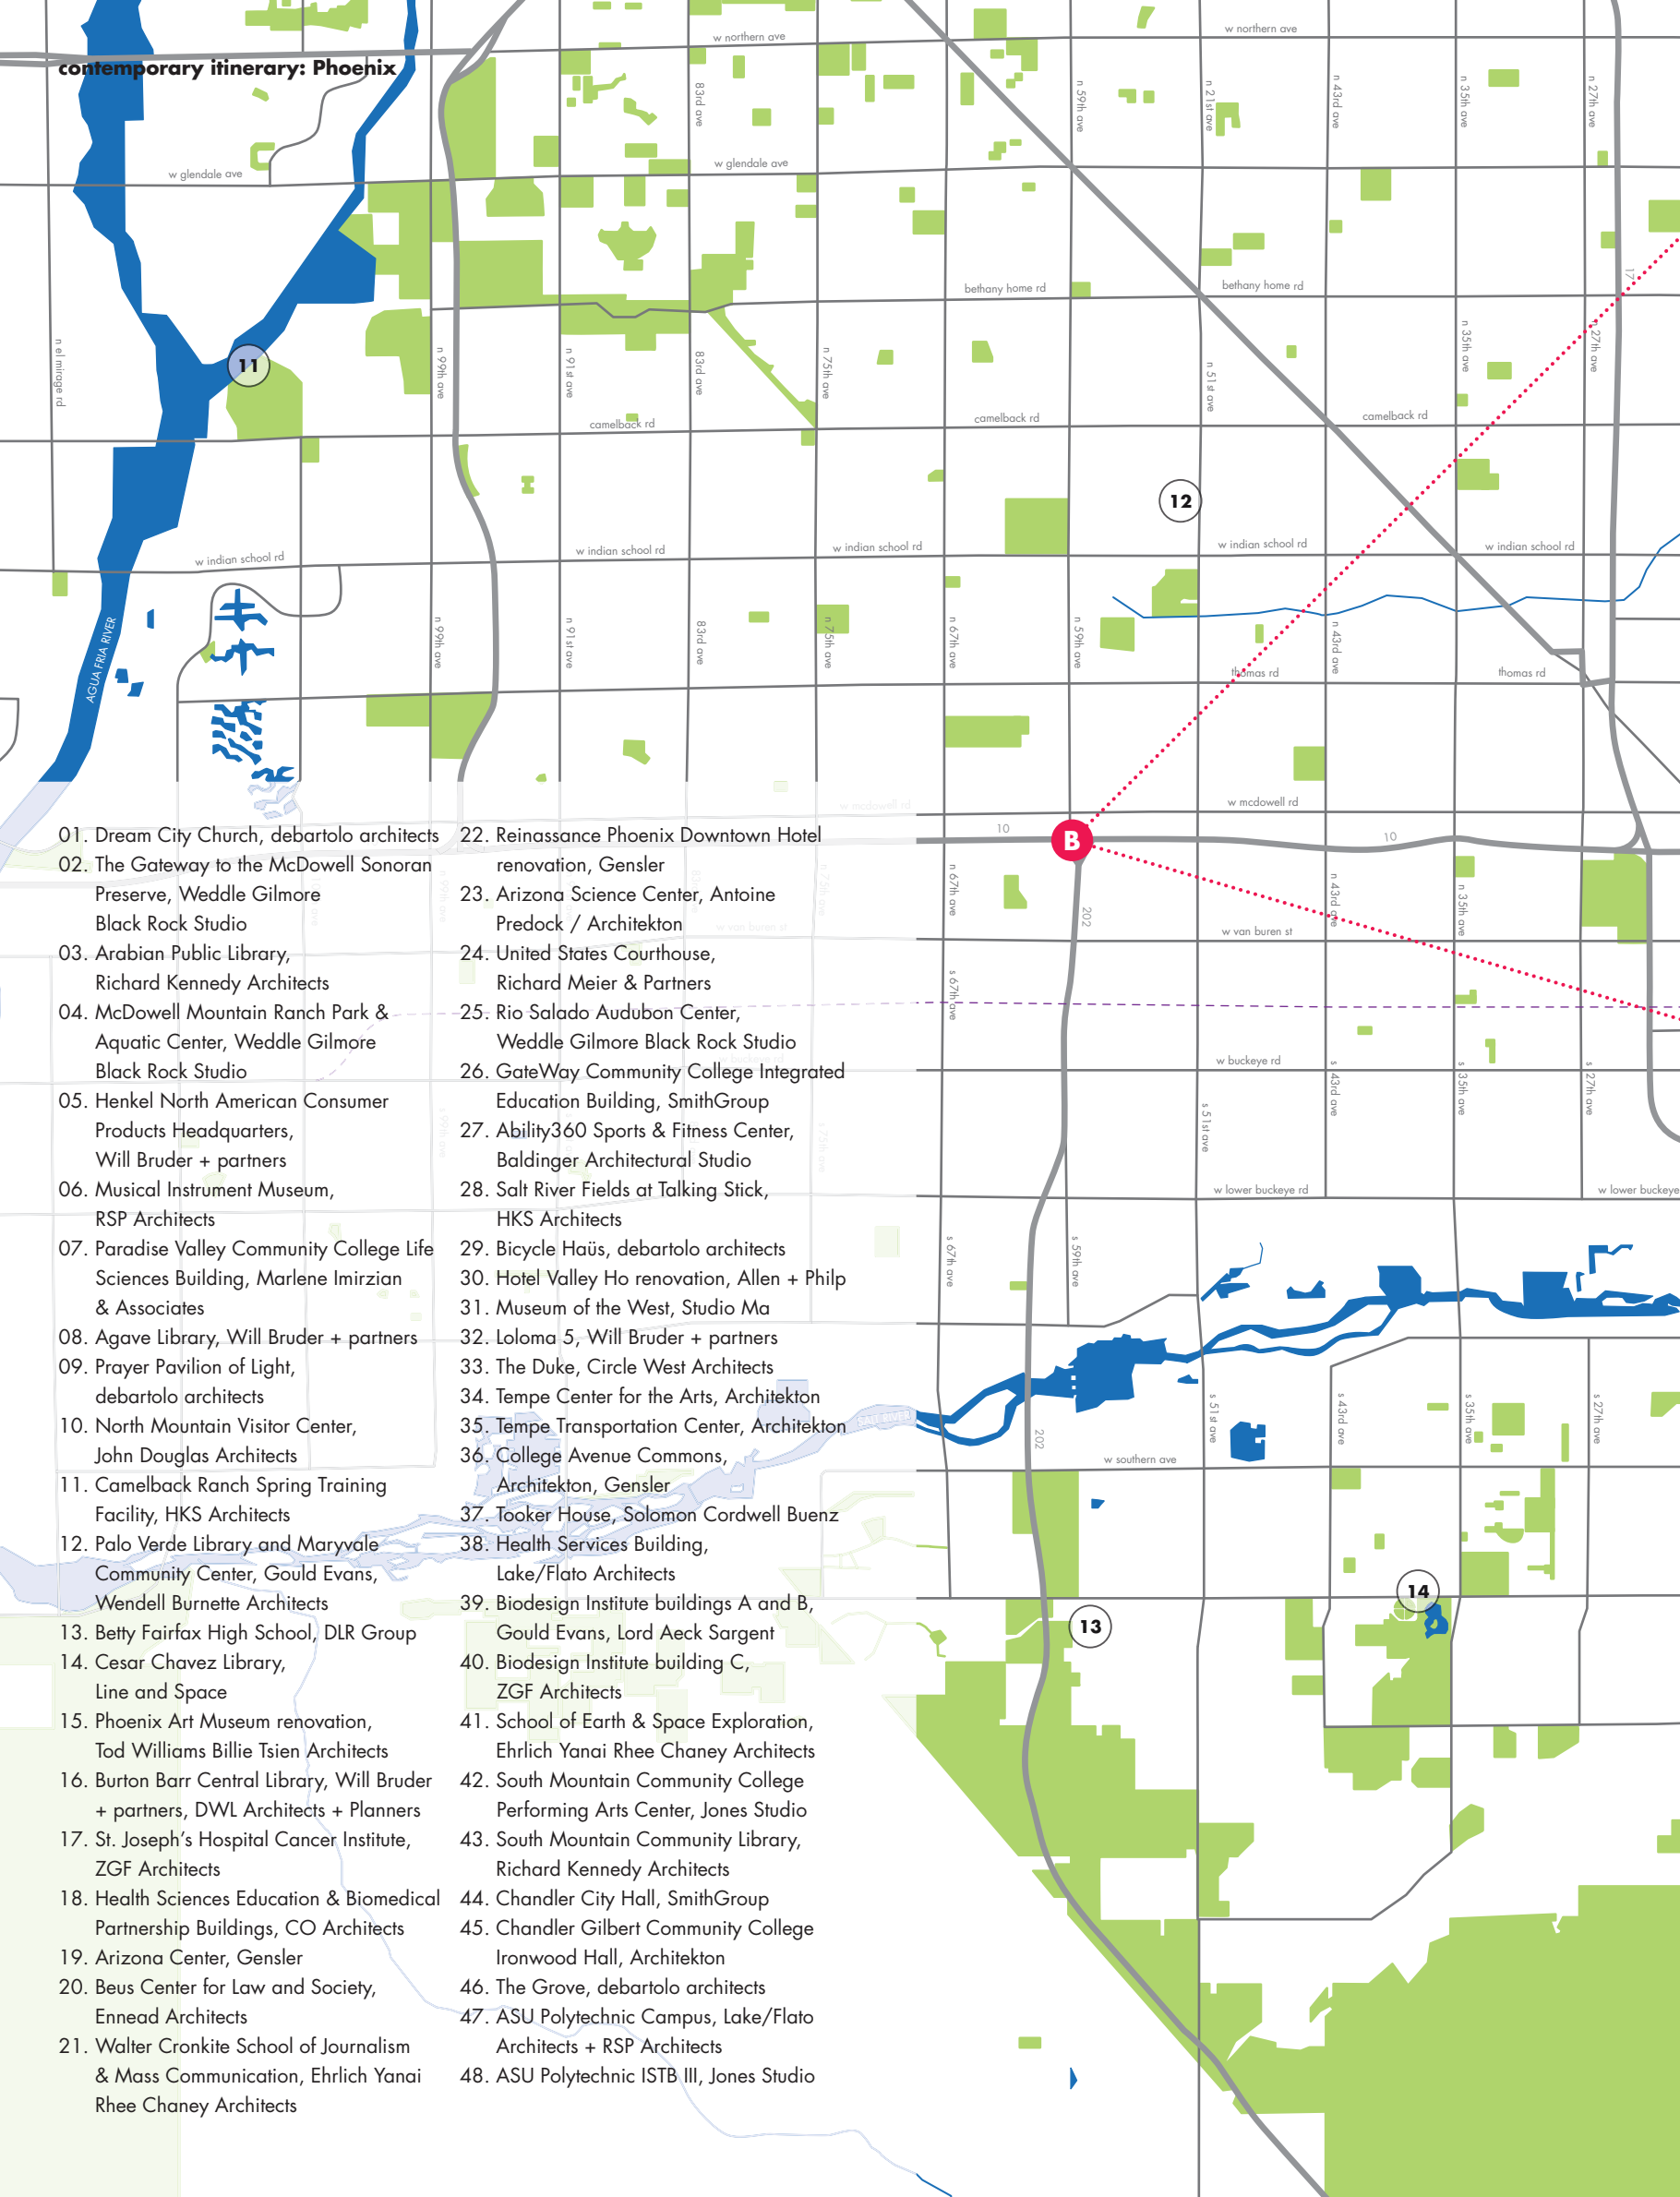 contemporary itinerary: Phoenix
w northern ave
w northern ave
83rd ave
n 59th ave
n 21st ave
n 43rd ave
n 35th ave
n 27th ave
w glendale ave
w glendale ave
17
bethany home rd
bethany home rd
n el mirage rd
11
n 99th ave
n 91st ave
83rd ave
n 75th ave
n 51st ave
n 35th ave
n 27th ave
camelback rd
camelback rd
camelback rd
12
w indian school rd
w indian school rd
w indian school rd
w indian school rd
w indian school rd
AGUA FRIA RIVER
n 99th ave
n 91st ave
83rd ave
n 75th ave
n 67th ave
n 59th ave
n 43rd ave
thomas rd
thomas rd
w mcdowell rd
w mcdowell rd
10
B
10
n 67th ave
202
n 43rd ave
n 35th ave
n 99th ave
n 75th ave
w van buren st
w van buren st
s 67th ave
w buckeye rd
w buckeye rd
s 43rd ave
s 35th ave
s 27th ave
s 99th ave
s 75th ave
s 51st ave
w lower buckeye rd
w lower buckeye
s 67th ave
s 59th ave
SALT RIVER
202
s 51st ave
s 43rd ave
s 35th ave
s 27th ave
w southern ave
13
14
01. Dream City Church, debartolo architects
02. The Gateway to the McDowell Sonoran
Preserve, Weddle Gilmore
Black Rock Studio
03. Arabian Public Library,
Richard Kennedy Architects
04. McDowell Mountain Ranch Park &
Aquatic Center, Weddle Gilmore
Black Rock Studio
05. Henkel North American Consumer
Products Headquarters,
Will Bruder + partners
06. Musical Instrument Museum,
RSP Architects
07. Paradise Valley Community College Life
Sciences Building, Marlene Imirzian
& Associates
08. Agave Library, Will Bruder + partners
09. Prayer Pavilion of Light,
debartolo architects
10. North Mountain Visitor Center,
John Douglas Architects
11. Camelback Ranch Spring Training
Facility, HKS Architects
12. Palo Verde Library and Maryvale
Community Center, Gould Evans,
Wendell Burnette Architects
13. Betty Fairfax High School, DLR Group
14. Cesar Chavez Library,
Line and Space
15. Phoenix Art Museum renovation,
Tod Williams Billie Tsien Architects
16. Burton Barr Central Library, Will Bruder
+ partners, DWL Architects + Planners
17. St. Joseph's Hospital Cancer Institute,
ZGF Architects
18. Health Sciences Education & Biomedical
Partnership Buildings, CO Architects
19. Arizona Center, Gensler
20. Beus Center for Law and Society,
Ennead Architects
21. Walter Cronkite School of Journalism
& Mass Communication, Ehrlich Yanai
Rhee Chaney Architects
22. Reinassance Phoenix Downtown Hotel
renovation, Gensler
23. Arizona Science Center, Antoine
Predock / Architekton
24. United States Courthouse,
Richard Meier & Partners
25. Rio Salado Audubon Center,
Weddle Gilmore Black Rock Studio
26. GateWay Community College Integrated
Education Building, SmithGroup
27. Ability360 Sports & Fitness Center,
Baldinger Architectural Studio
28. Salt River Fields at Talking Stick,
HKS Architects
29. Bicycle Haüs, debartolo architects
30. Hotel Valley Ho renovation, Allen + Philp
31. Museum of the West, Studio Ma
32. Loloma 5, Will Bruder + partners
33. The Duke, Circle West Architects
34. Tempe Center for the Arts, Architekton
35. Tempe Transportation Center, Architekton
36. College Avenue Commons,
Architekton, Gensler
37. Tooker House, Solomon Cordwell Buenz
38. Health Services Building,
Lake/Flato Architects
39. Biodesign Institute buildings A and B,
Gould Evans, Lord Aeck Sargent
40. Biodesign Institute building C,
ZGF Architects
41. School of Earth & Space Exploration,
Ehrlich Yanai Rhee Chaney Architects
42. South Mountain Community College
Performing Arts Center, Jones Studio
43. South Mountain Community Library,
Richard Kennedy Architects
44. Chandler City Hall, SmithGroup
45. Chandler Gilbert Community College
Ironwood Hall, Architekton
46. The Grove, debartolo architects
47. ASU Polytechnic Campus, Lake/Flato
Architects + RSP Architects
48. ASU Polytechnic ISTB III, Jones Studio